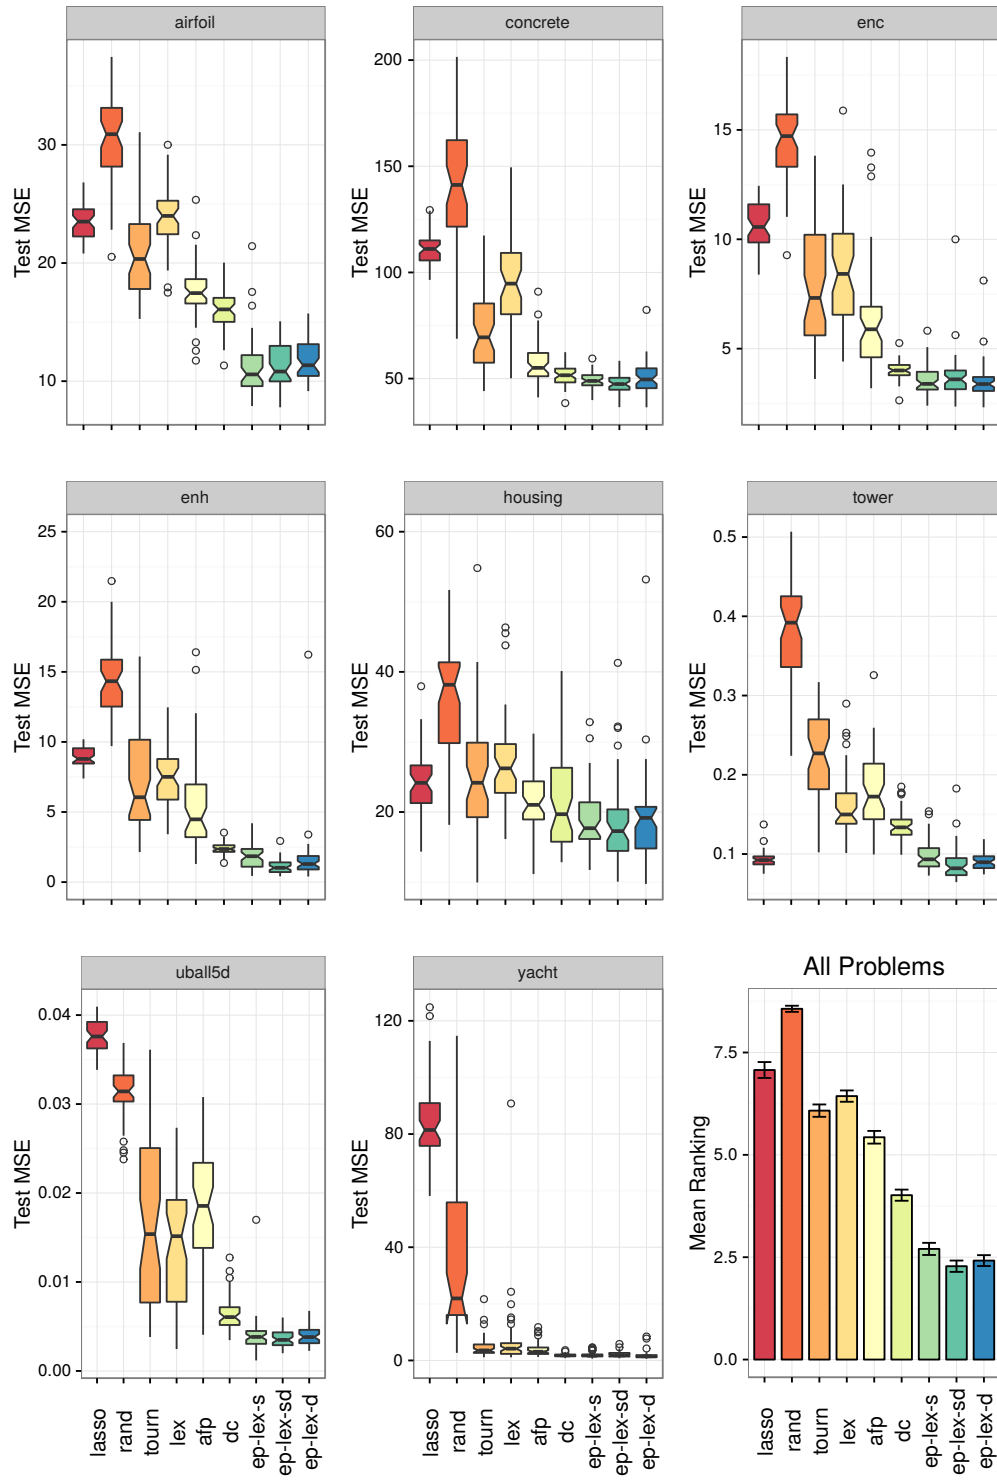 airfoil
concrete
enc
Test MSE
30
20
10
Test MSE
200
150
100
50
Test MSE
15
10
5
enh
housing
tower
Test MSE
25
20
15
10
5
0
Test MSE
60
40
20
Test MSE
0.5
0.4
0.3
0.2
0.1
uball5d
yacht
All Problems
Test MSE
0.04
0.03
0.02
0.01
0.00
Test MSE
120
80
40
0
Mean Ranking
7.5
5.0
2.5
0.0
lasso
rand
tourn
lex
afp
dc
ep-lex-s
ep-lex-sd
ep-lex-d
lasso
rand
tourn
lex
afp
dc
ep-lex-s
ep-lex-sd
ep-lex-d
lasso
rand
tourn
lex
afp
dc
ep-lex-s
ep-lex-sd
ep-lex-d